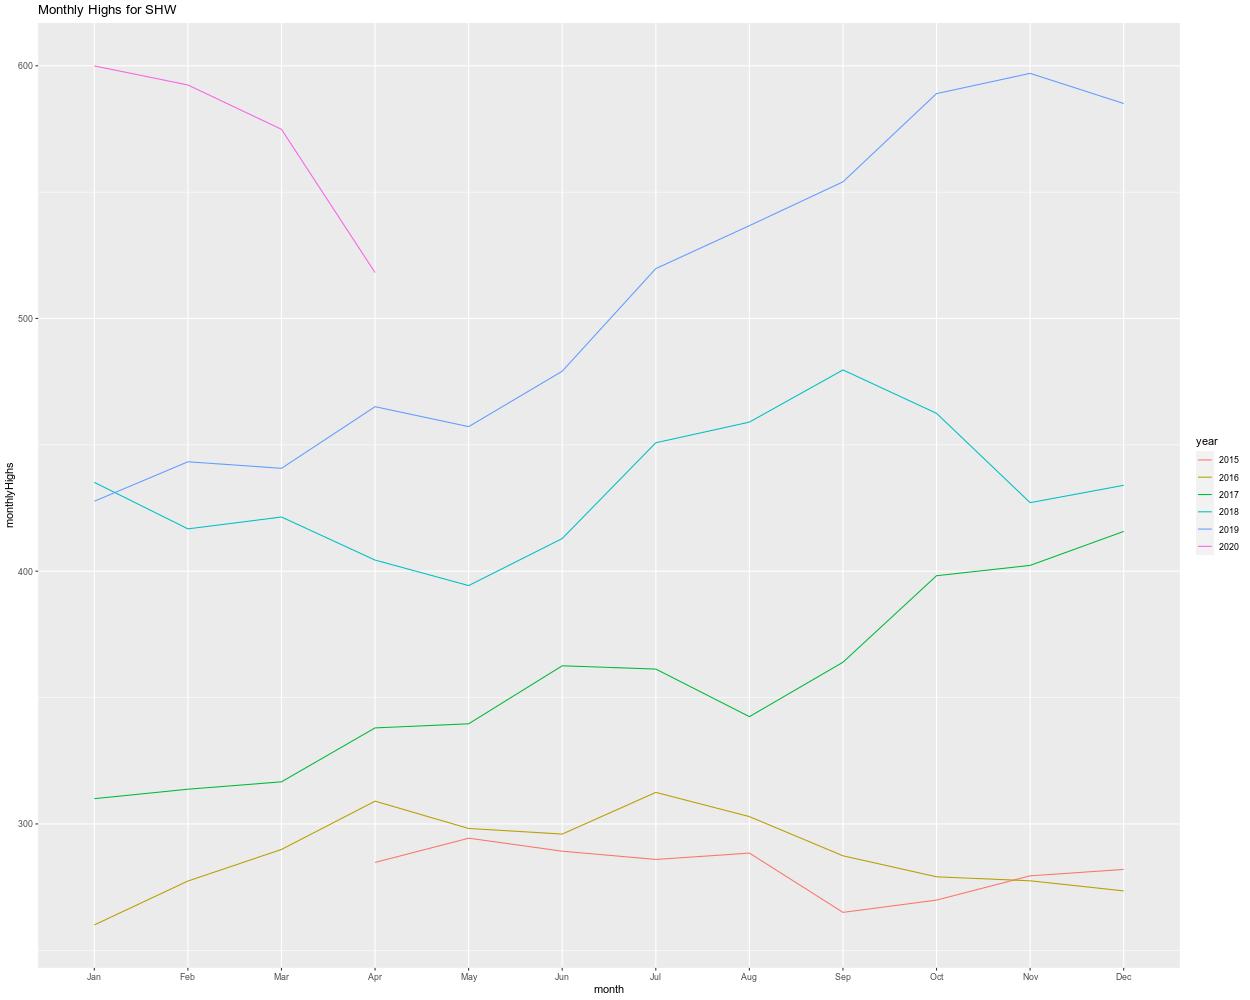 Monthly Highs for SHW
monthlyHighs
600
500
400
300
Jan Feb Mar Apr May Jun Jul Aug Sep Oct Nov Dec
month
year
2015
2016
2017
2018
2019
2020